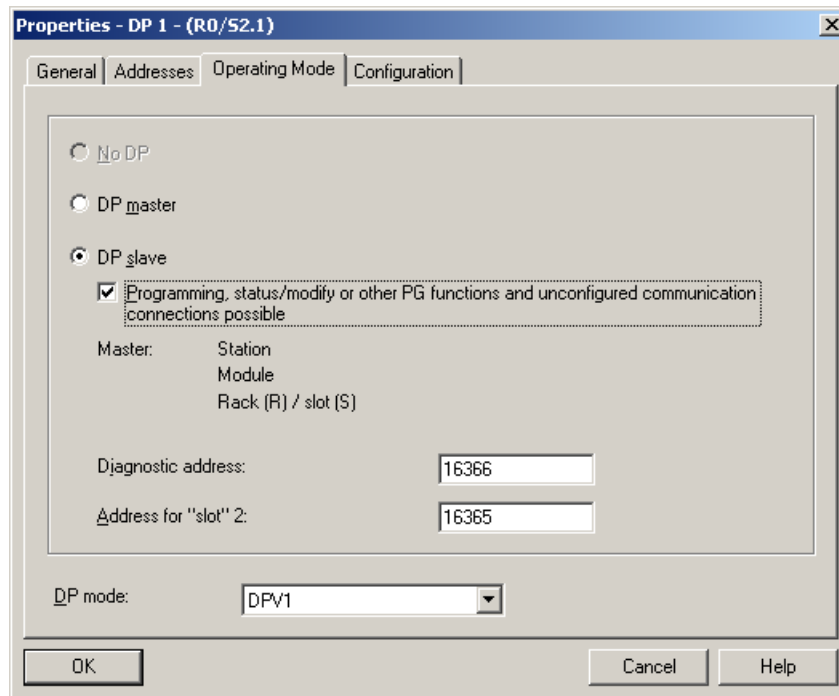 Properties - DP 1 - (R0/S2.1)
General Addresses Operating Mode Configuration
No DP
DP master
DP slave
Programming, status/modify or other PG functions and unconfigured communication
connections possible
Master: Station
Module
Rack (R) / slot (S)
Diagnostic address: 16366
Address for "slot" 2: 16365
DP mode: DPV1
OK Cancel Help